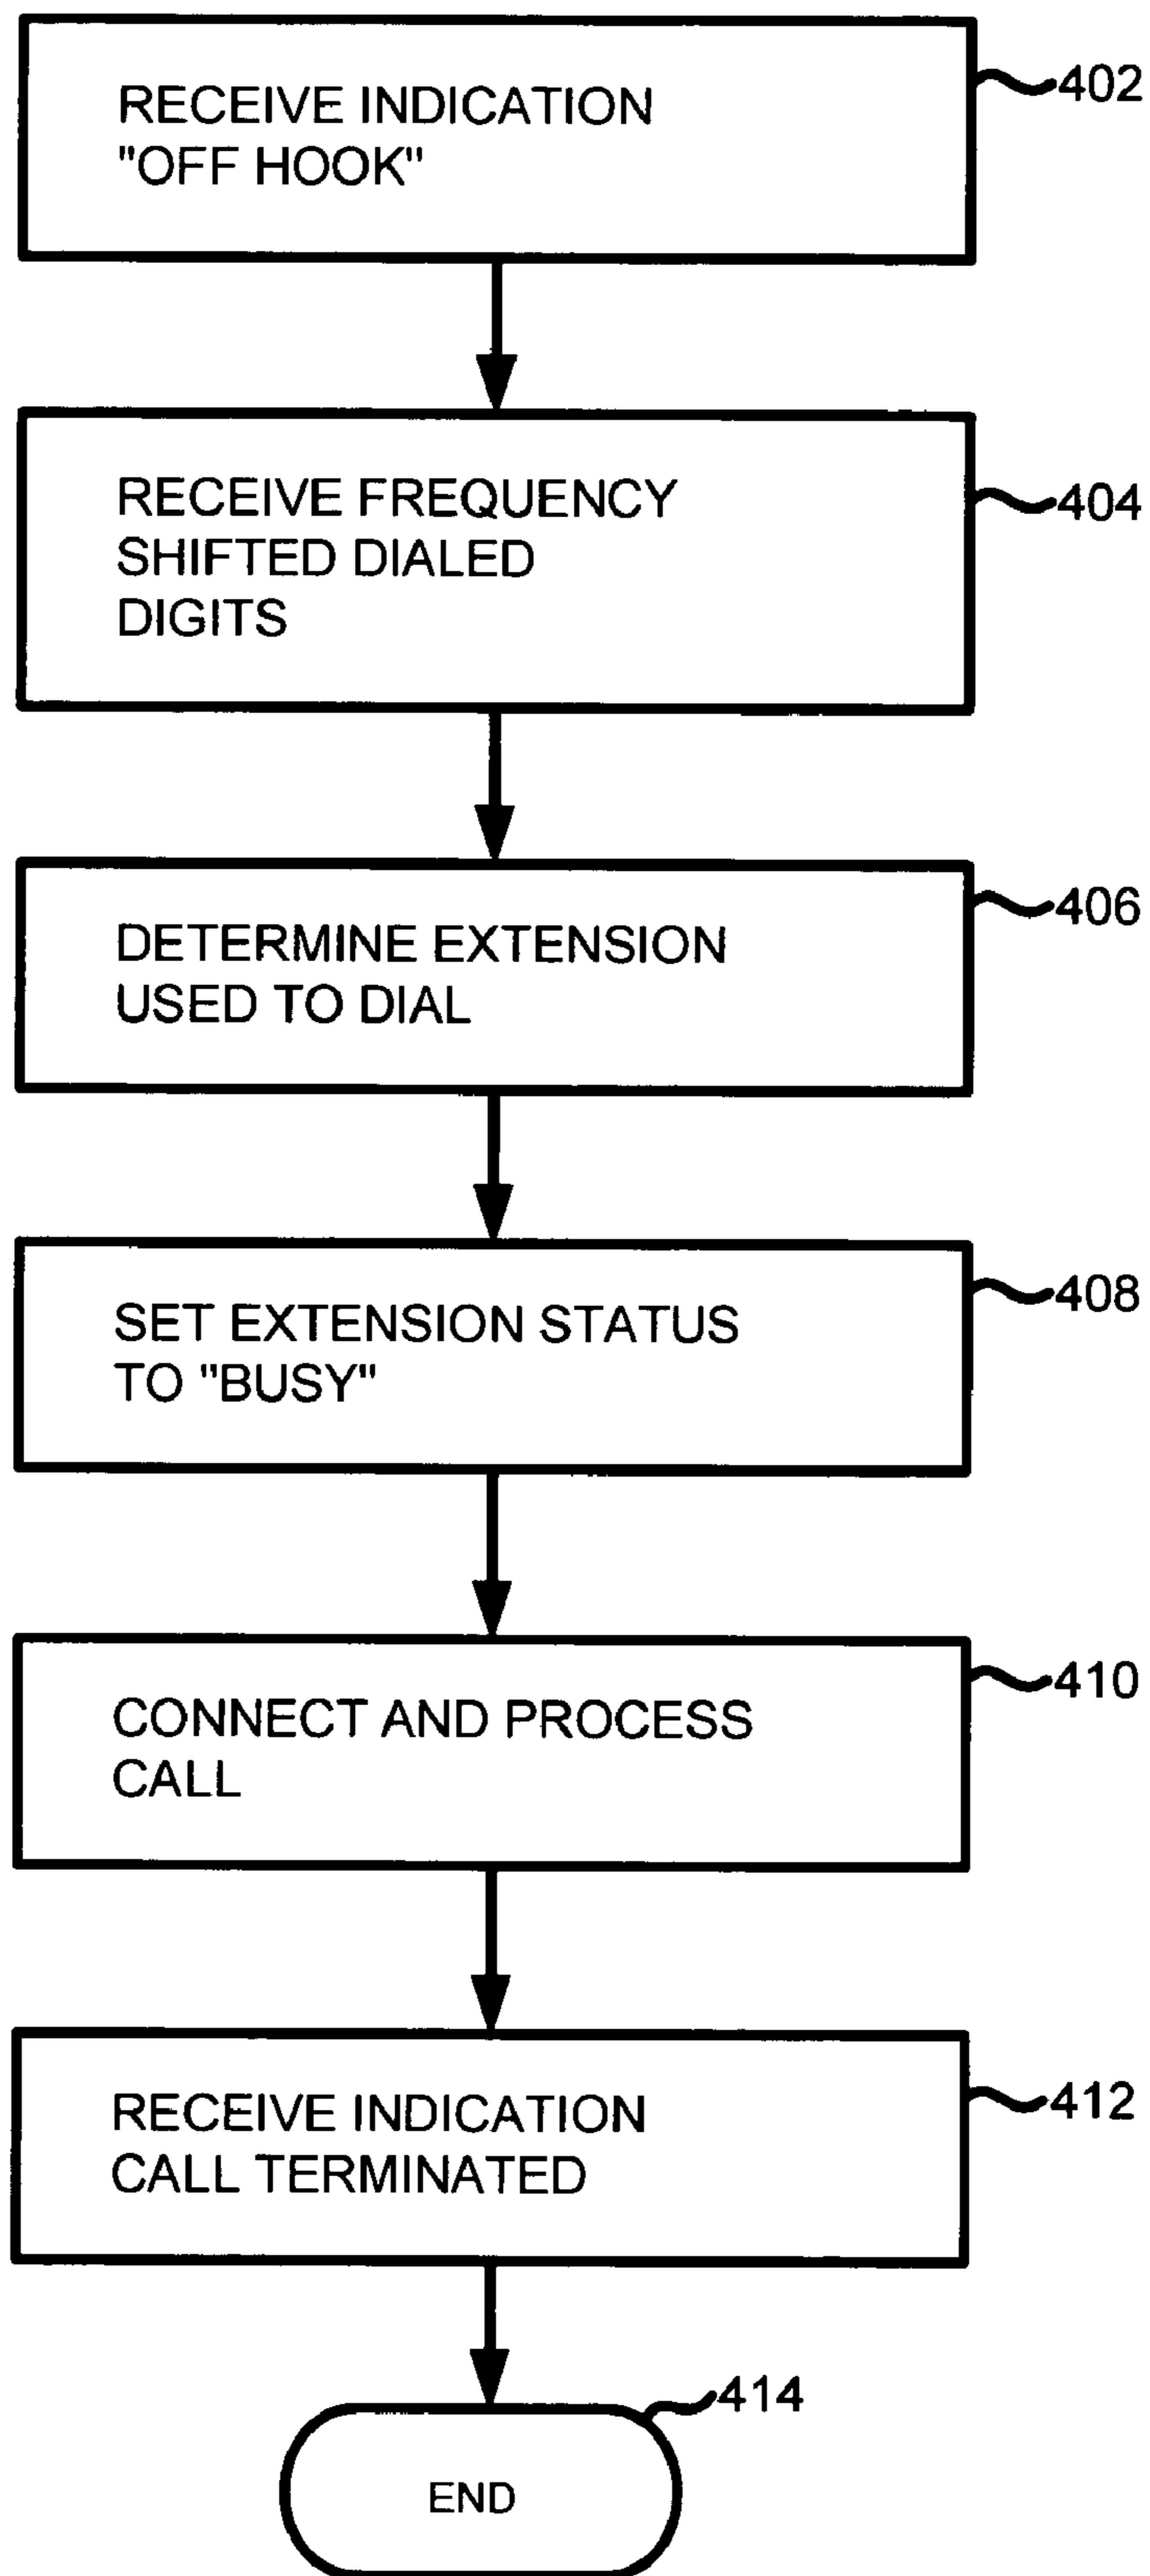 RECEIVE INDICATION
"OFF HOOK"
402
RECEIVE FREQUENCY
SHIFTED DIALED
DIGITS
404
DETERMINE EXTENSION
USED TO DIAL
406
SET EXTENSION STATUS
TO "BUSY"
408
CONNECT AND PROCESS
CALL
410
RECEIVE INDICATION
CALL TERMINATED
412
414
END